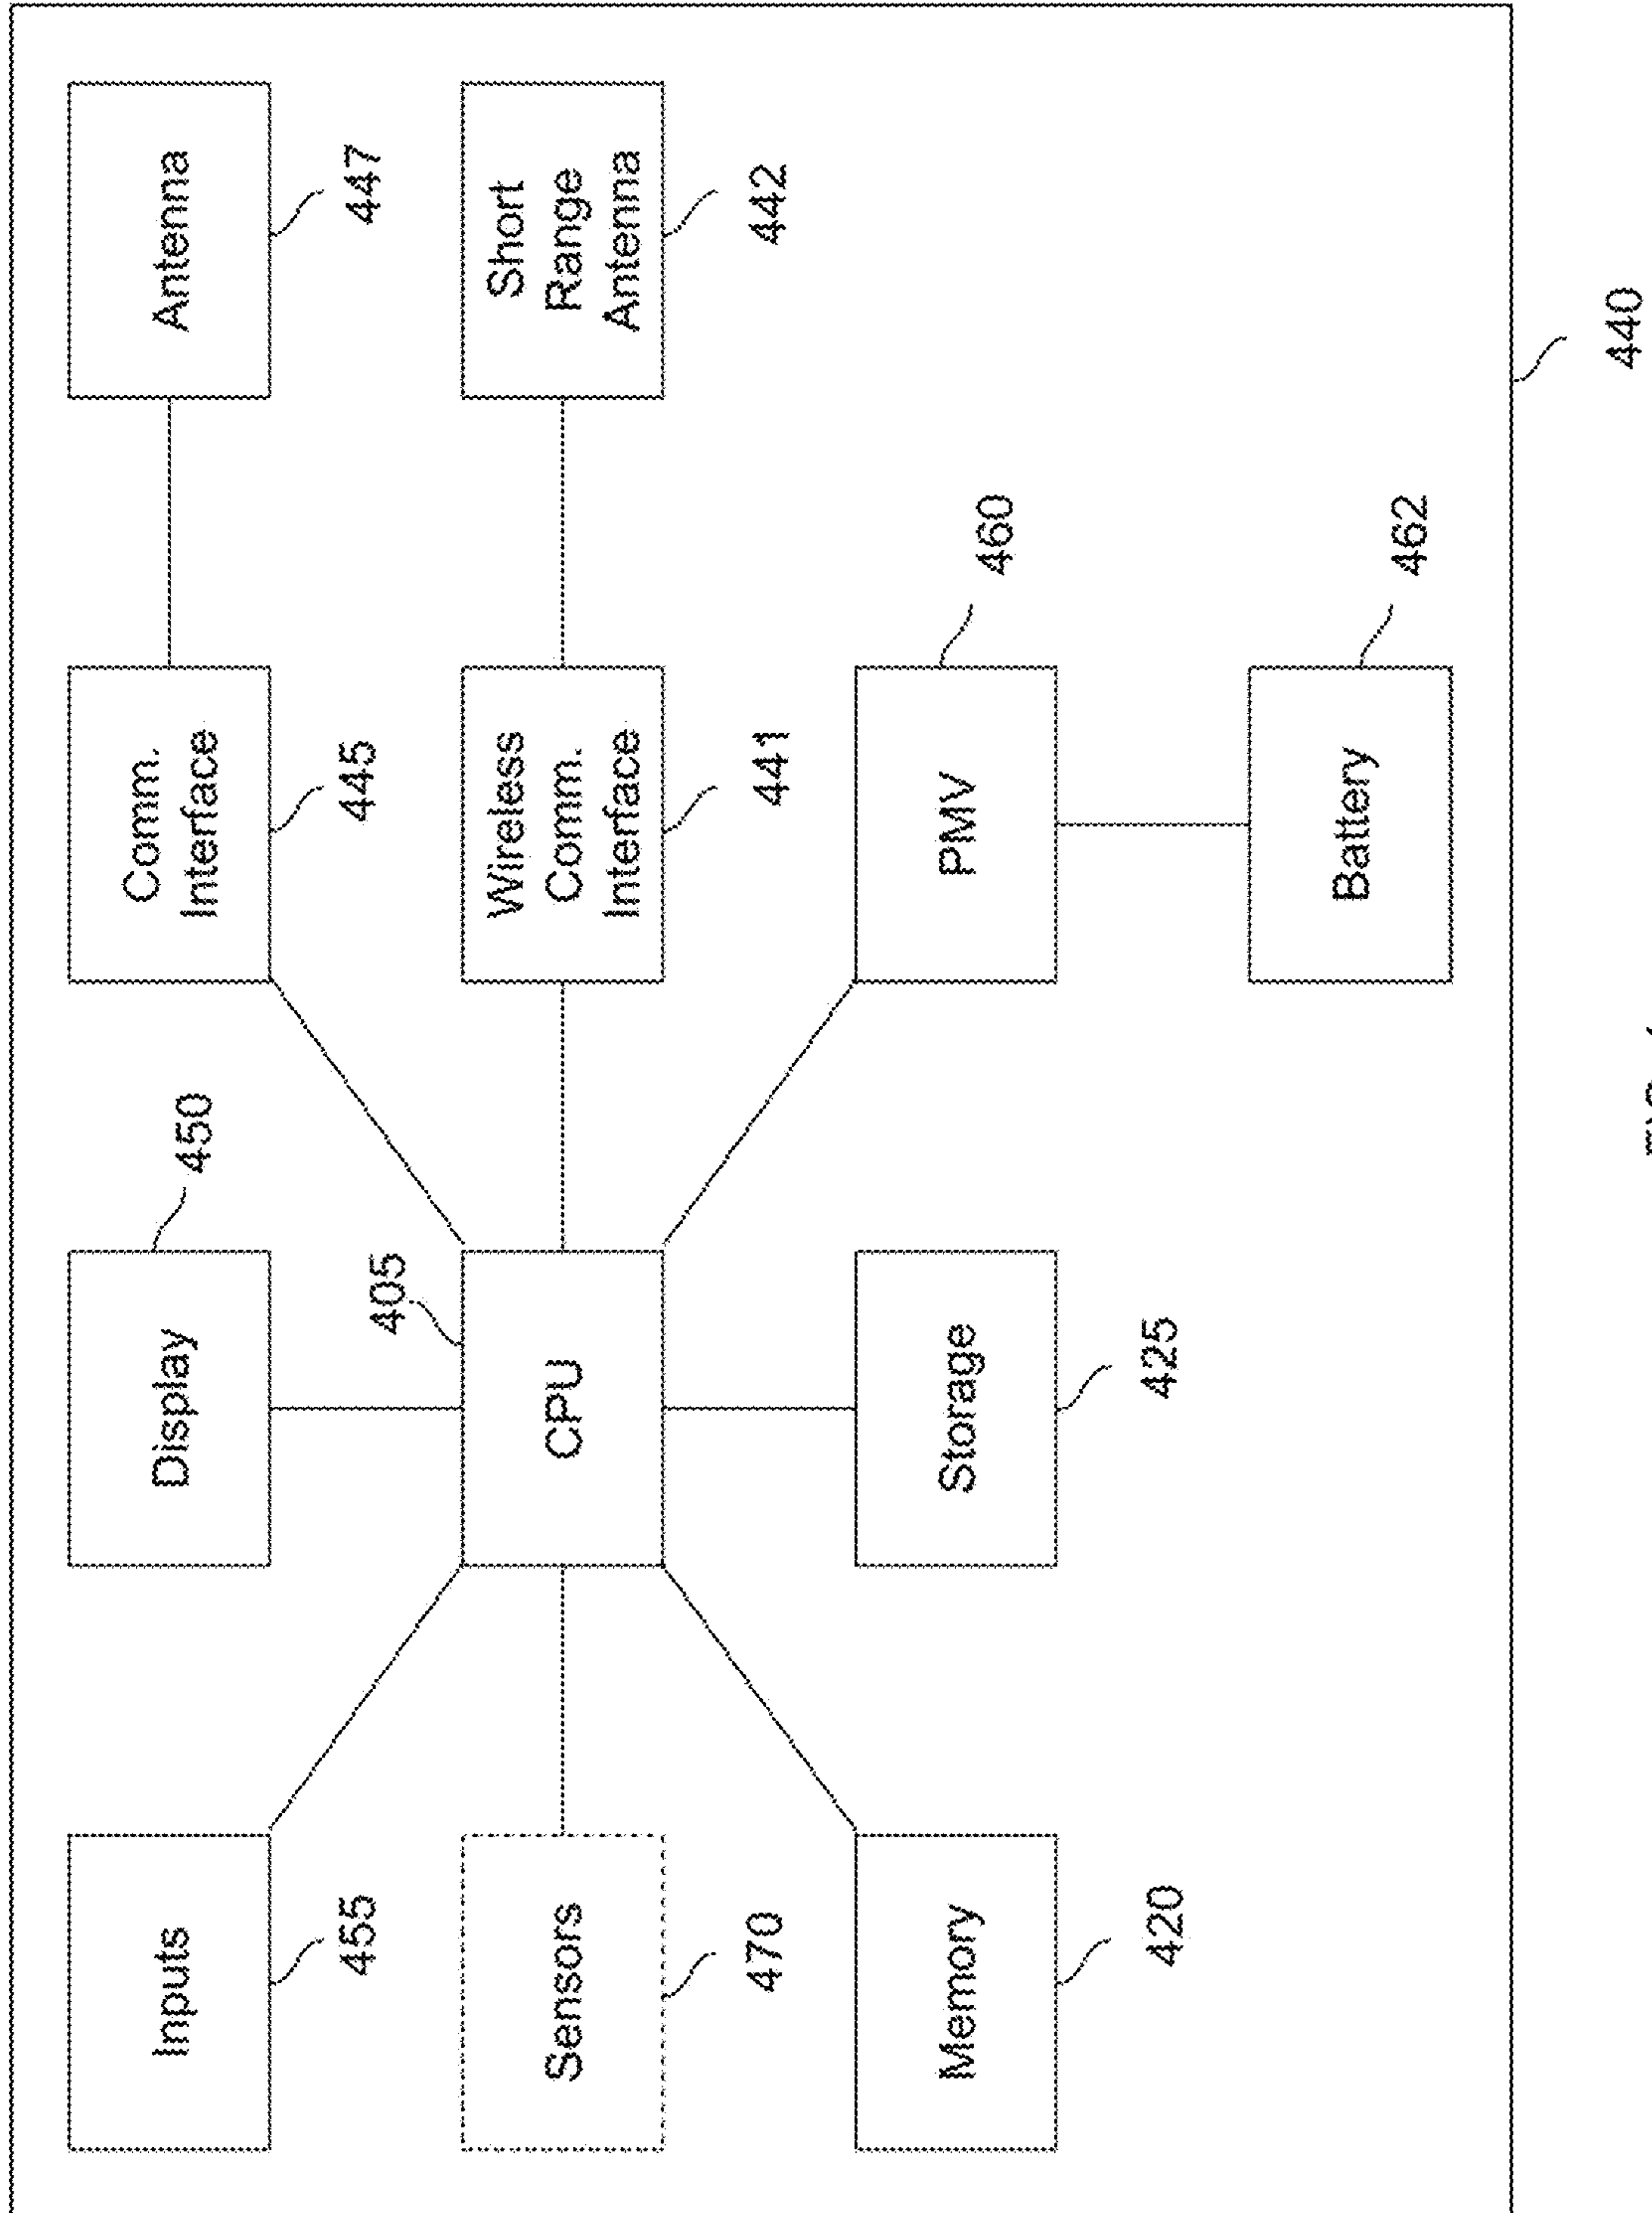 Inputs
455
Display
450
Comm.
Interface
445
Antenna
447
Sensors
470
CPU
405
Wireless
Comm.
Interface
441
Short
Range
Antenna
442
Memory
420
Storage
425
PMV
460
Battery
462
440